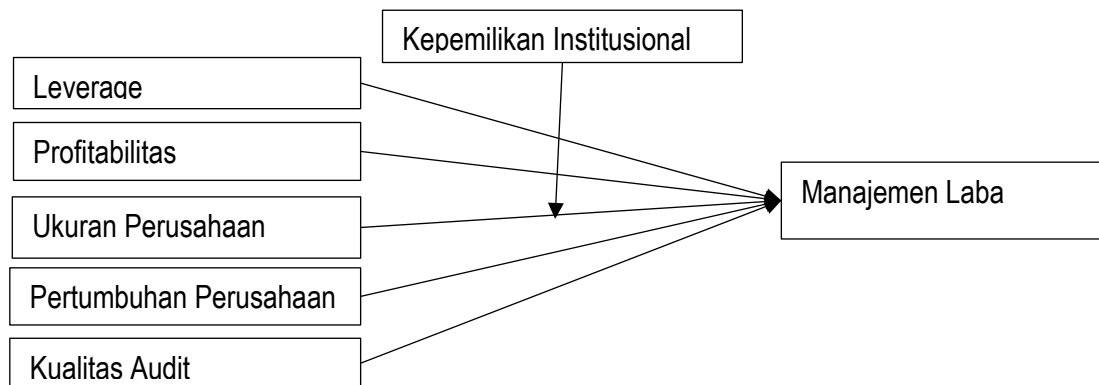 Kepemilikan Institusional
Leverage
Profitabilitas
Manajemen Laba
Ukuran Perusahaan
Pertumbuhan Perusahaan
Kualitas Audit